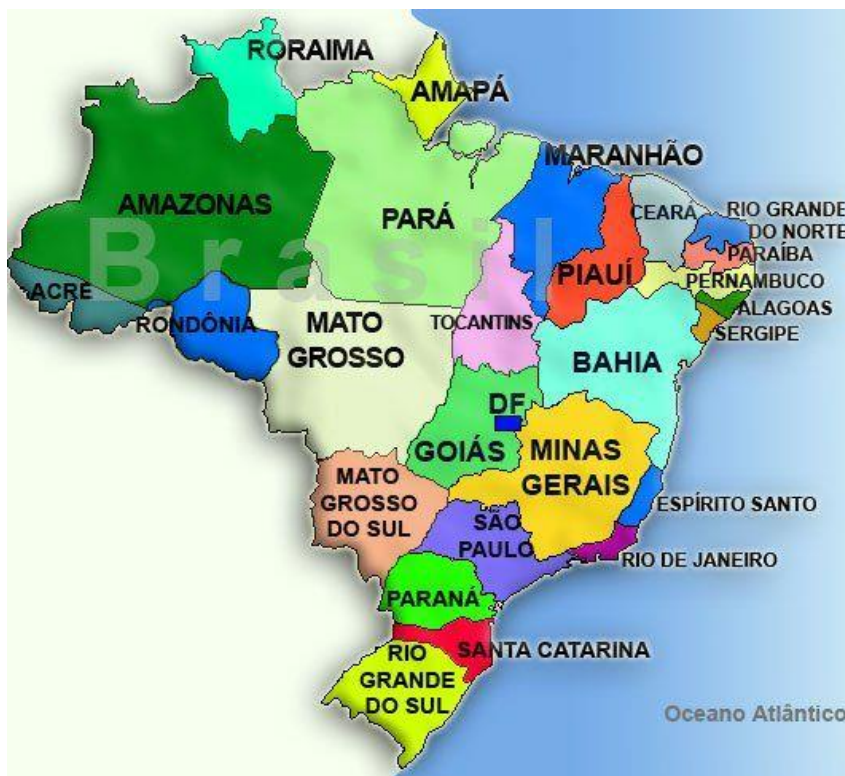 RORAIMA
AMAPÁ
MARANHÃO
AMAZONAS
PARÁ
CEARÁ
RIO GRANDE
DO NORTE
PARAÍBA
PIAUÍ
PERNAMBUCO
Brasil
ACRE
RONDÔNIA
MATO
GROSSO
TOCANTINS
ALAGOAS
SERGIPE
BAHIA
DF
GOIÁS
MINAS
GERAIS
MATO
GROSSO
DO SUL
ESPÍRITO SANTO
SÃO
PAULO
RIO DE JANEIRO
PARANÁ
SANTA CATARINA
RIO
GRANDE
DO SUL
Oceano Atlântico